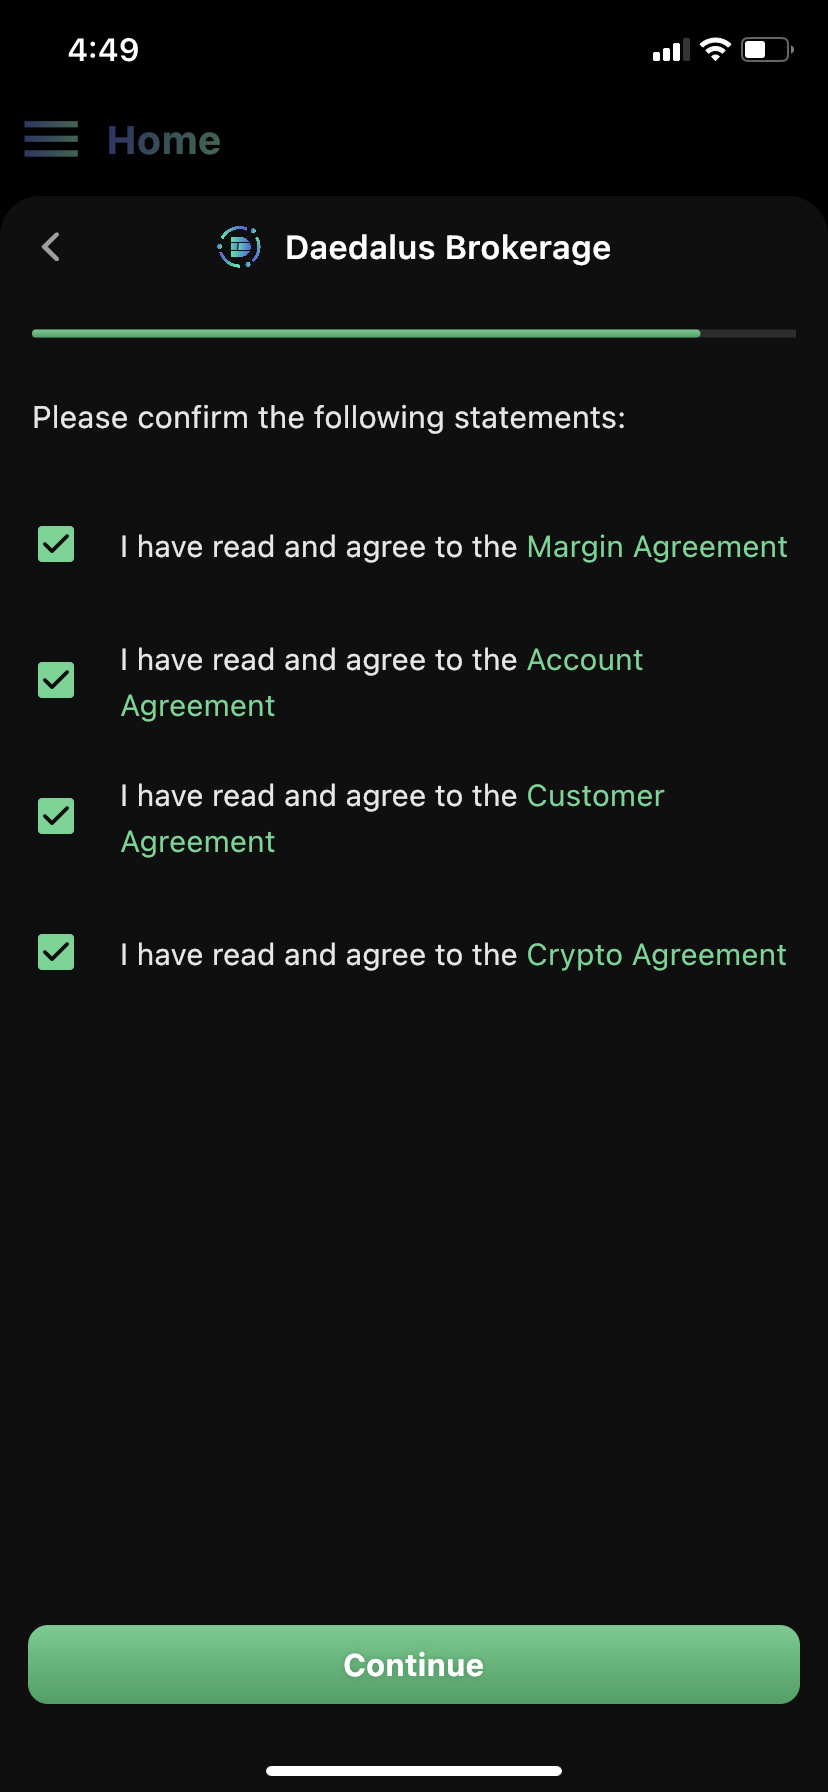 4:49
Home
Daedalus Brokerage
Please confirm the following statements:
I have read and agree to the Margin Agreement
I have read and agree to the Account
Agreement
I have read and agree to the Customer
Agreement
I have read and agree to the Crypto Agreement
Continue